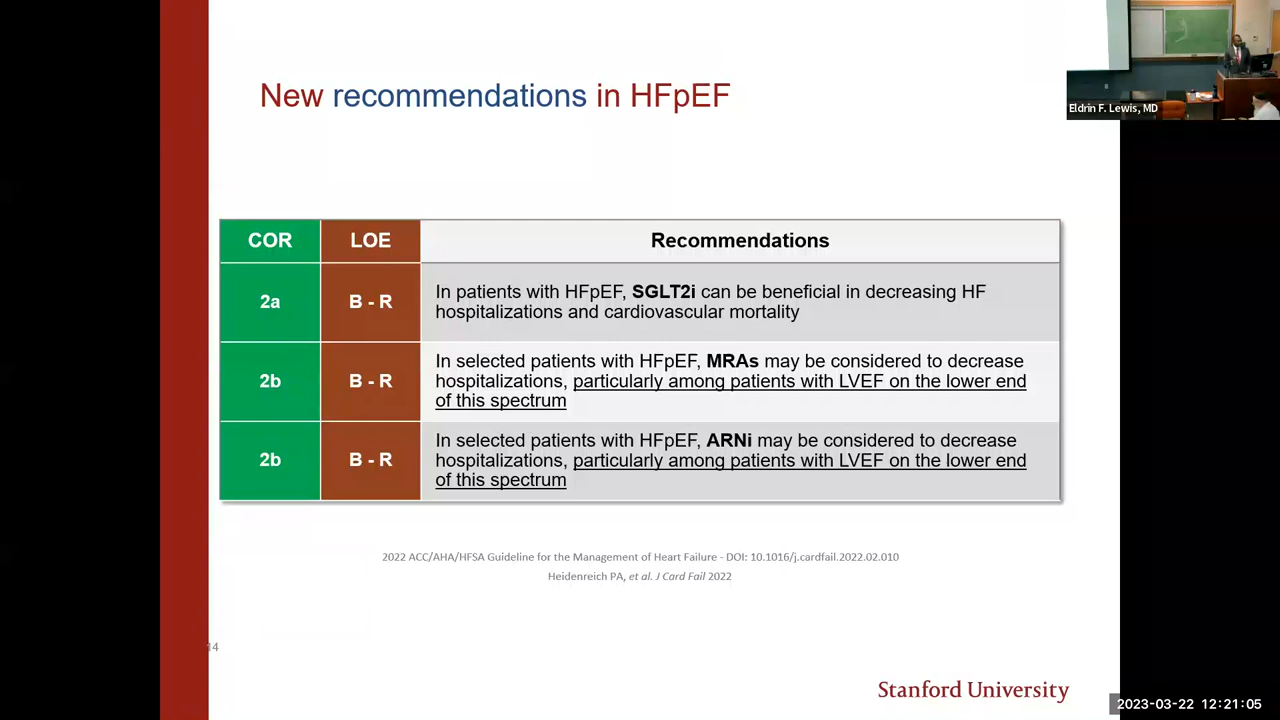 New recommendations in HFpEF
Eldrin F. Lewis, MD
COR LOE Recommendations
2a B - R In patients with HFpEF, SGLT2i can be beneficial in decreasing HF
hospitalizations and cardiovascular mortality
2b B - R In selected patients with HFpEF, MRAs may be considered to decrease
hospitalizations, particularly among patients with LVEF on the lower end
of this spectrum
2b B - R In selected patients with HFpEF, ARNi may be considered to decrease
hospitalizations, particularly among patients with LVEF on the lower end
of this spectrum
2022 ACC/AHA/HFSA Guideline for the Management of Heart Failure - DOI: 10.1016/j.cardfail.2022.02.010
Heidenreich PA, et al. J Card Fail 2022
14
Stanford University
2023-03-22 12:21:05